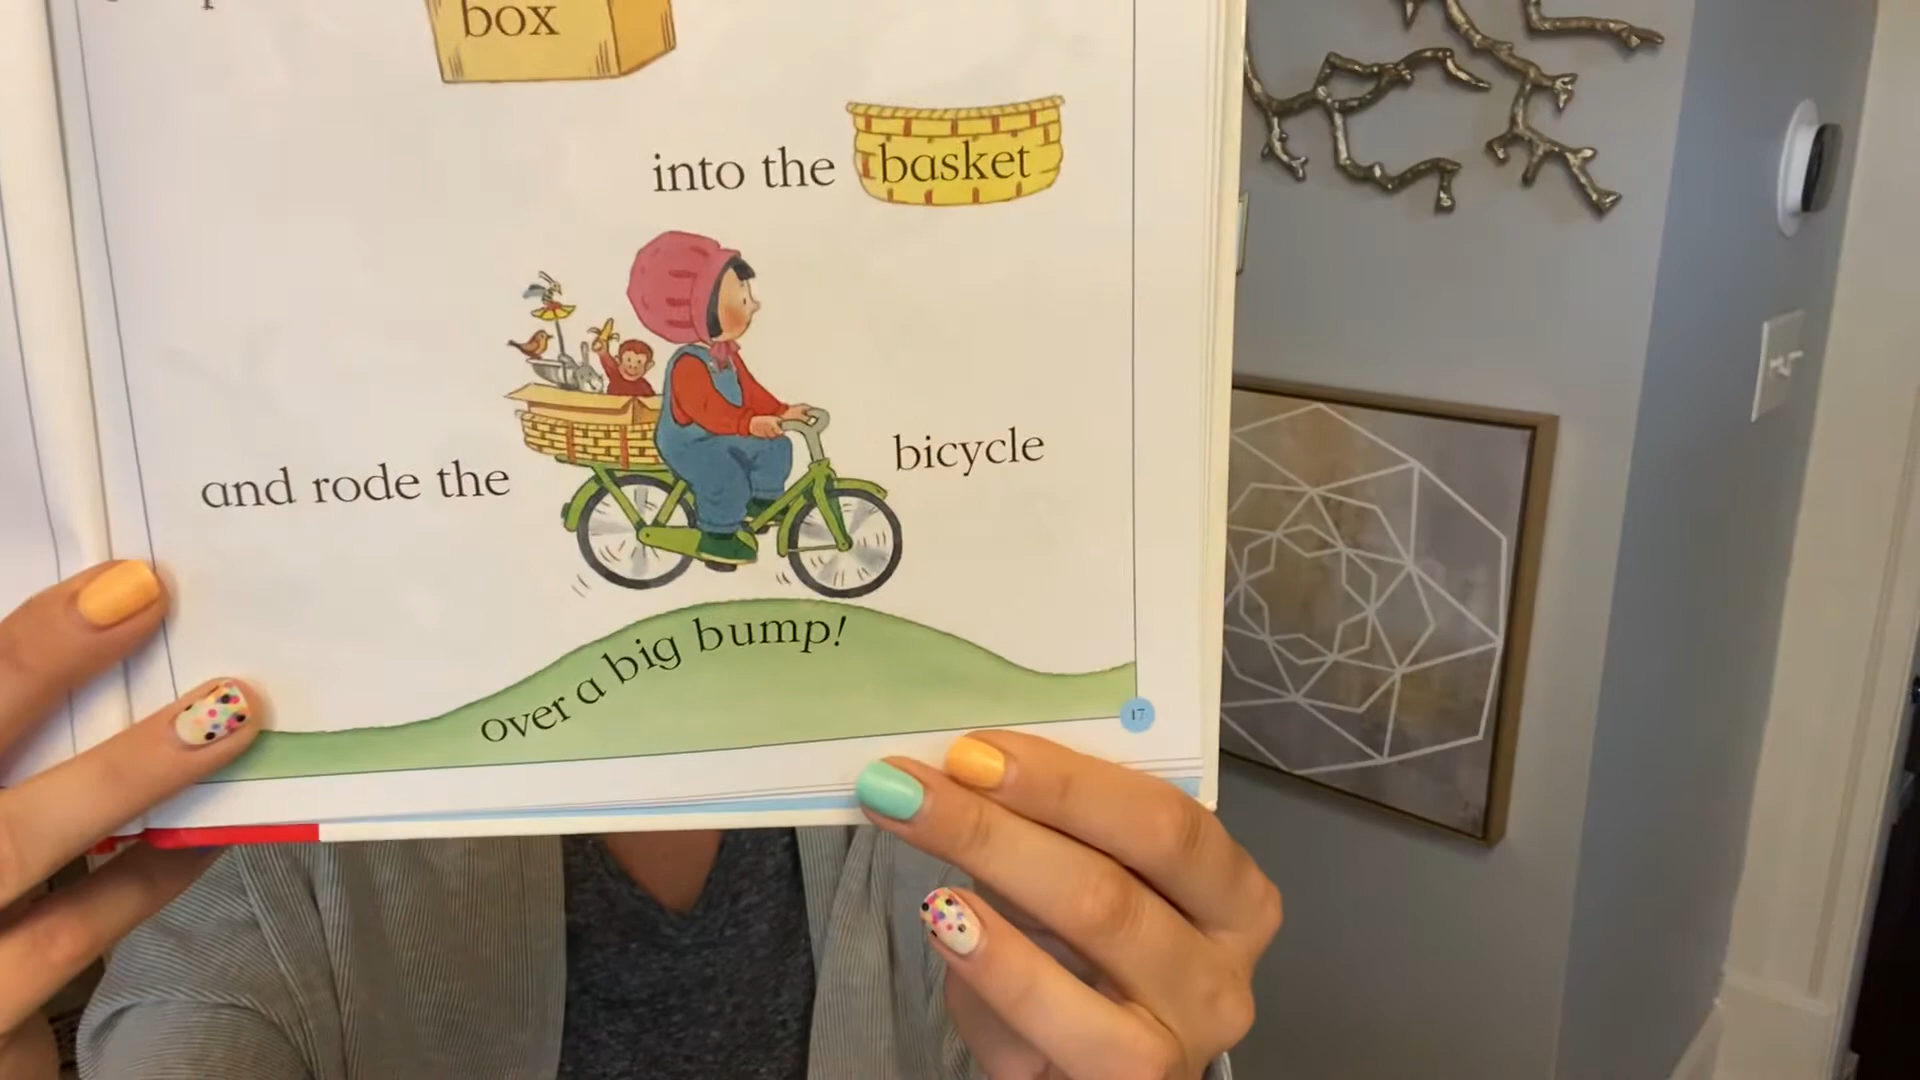 box
into the basket
and rode the bicycle
over a big bump!
17